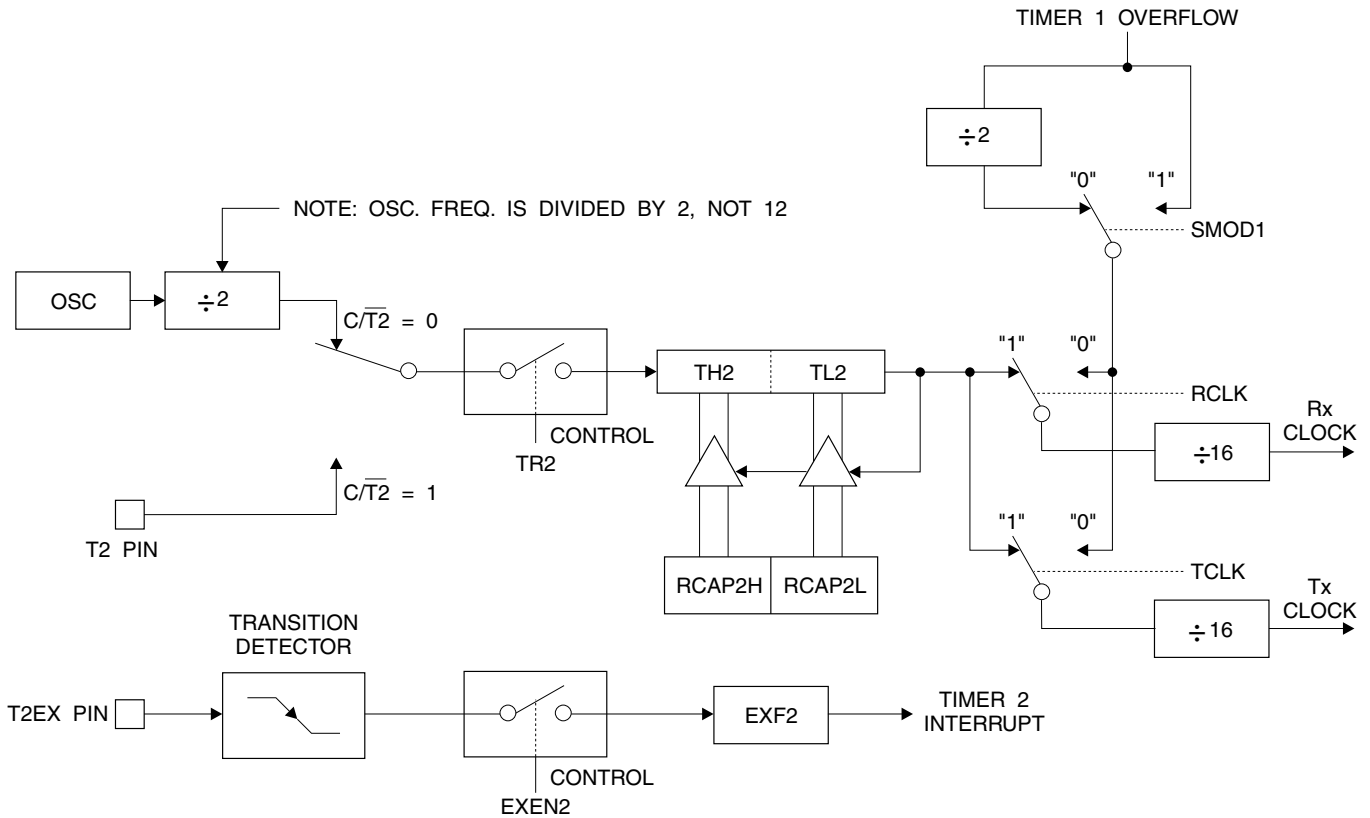 TIMER 1 OVERFLOW
÷2
"0" "1"
NOTE: OSC. FREQ. IS DIVIDED BY 2, NOT 12
SMOD1
OSC
÷2
C/T̅2̅ = 0
TH2 TL2
"1" "0"
RCLK
Rx
CLOCK
÷16
CONTROL
TR2
C/T̅2̅ = 1
T2 PIN
"1" "0"
RCAP2H RCAP2L
TCLK
Tx
CLOCK
÷16
TRANSITION
DETECTOR
T2EX PIN
EXF2
TIMER 2
INTERRUPT
CONTROL
EXEN2